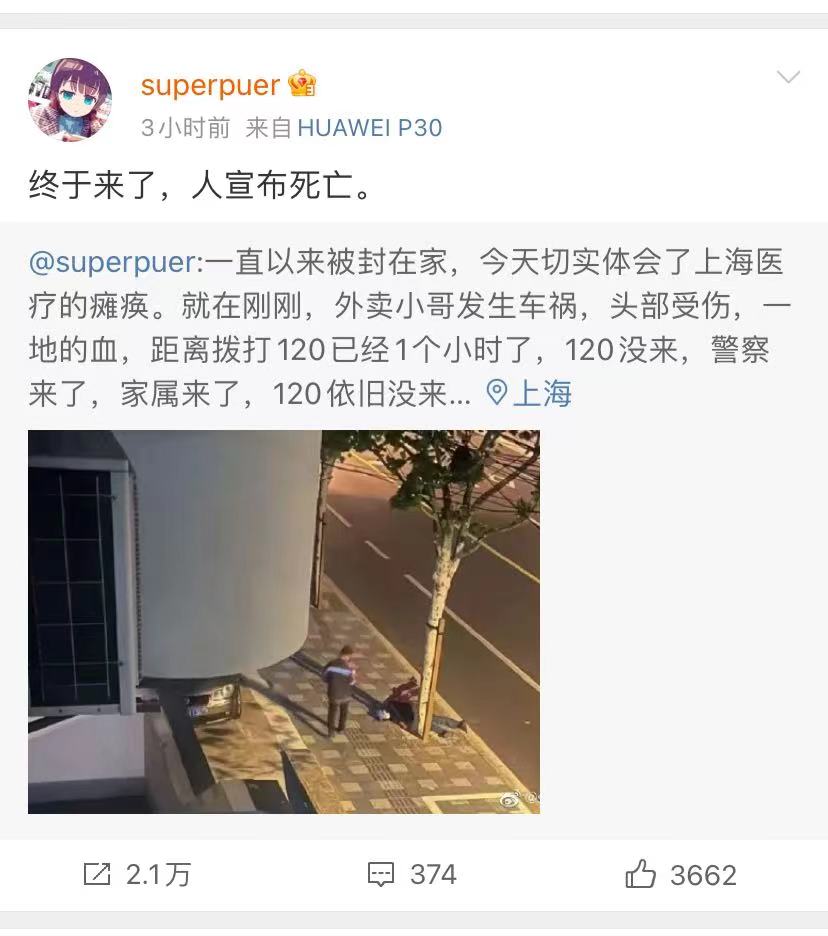 superpuer
3小时前 来自 HUAWEI P30
终于来了，人宣布死亡。
@superpuer:一直以来被封在家，今天切实体会了上海医
疗的瘫痪。就在刚刚，外卖小哥发生车祸，头部受伤，一
地的血，距离拨打120已经1个小时了，120没来，警察
来了，家属来了，120依旧没来... 上海
2.1万 374 3662